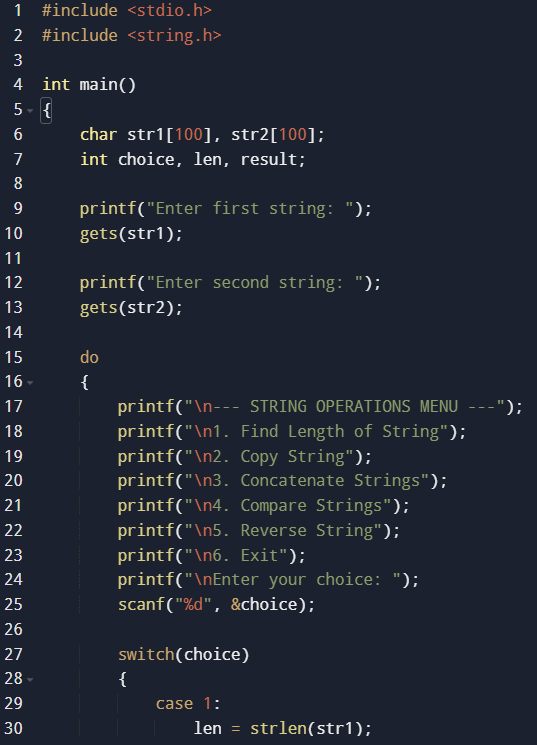 1 #include <stdio.h>
2 #include <string.h>
3
4 int main()
5 {
6     char str1[100], str2[100];
7     int choice, len, result;
8
9     printf("Enter first string: ");
10     gets(str1);
11
12     printf("Enter second string: ");
13     gets(str2);
14
15     do
16     {
17         printf("\n--- STRING OPERATIONS MENU ---");
18         printf("\n1. Find Length of String");
19         printf("\n2. Copy String");
20         printf("\n3. Concatenate Strings");
21         printf("\n4. Compare Strings");
22         printf("\n5. Reverse String");
23         printf("\n6. Exit");
24         printf("\nEnter your choice: ");
25         scanf("%d", &choice);
26
27         switch(choice)
28         {
29             case 1:
30                 len = strlen(str1);